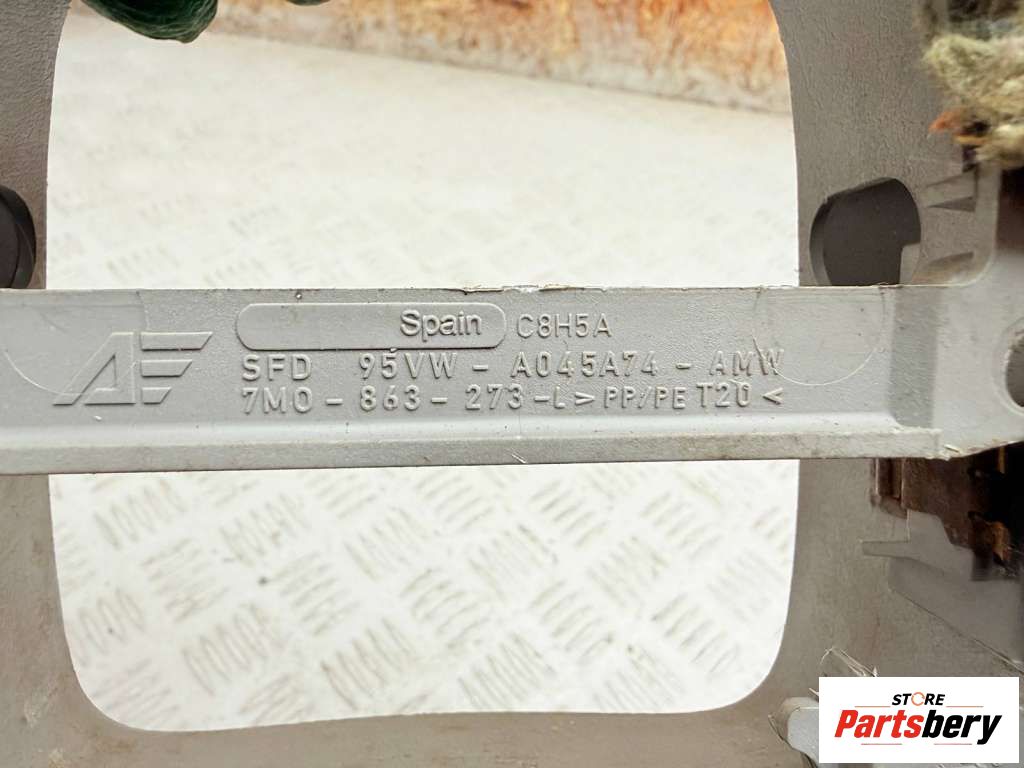 Spain C8H5A
SFD 95VW - A045A74 - AMW
7M0 - 863 - 273 - L > PP/PE T20 <
STORE
Partsbery